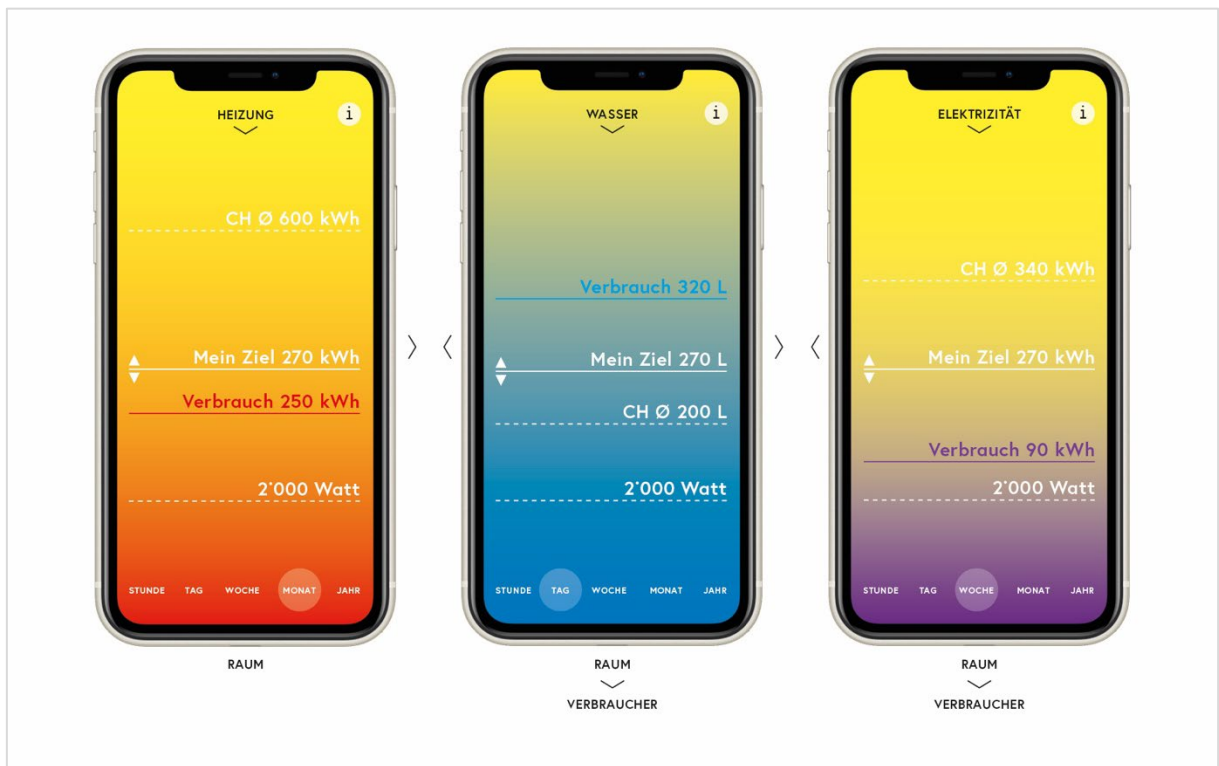 HEIZUNG
i
CH Ø 600 kWh
Mein Ziel 270 kWh
Verbrauch 250 kWh
2'000 Watt
STUNDE TAG WOCHE MONAT JAHR
RAUM
WASSER
i
Verbrauch 320 L
Mein Ziel 270 L
CH Ø 200 L
2'000 Watt
STUNDE TAG WOCHE MONAT JAHR
RAUM
VERBRAUCHER
ELEKTRIZITÄT
i
CH Ø 340 kWh
Mein Ziel 270 kWh
Verbrauch 90 kWh
2'000 Watt
STUNDE TAG WOCHE MONAT JAHR
RAUM
VERBRAUCHER